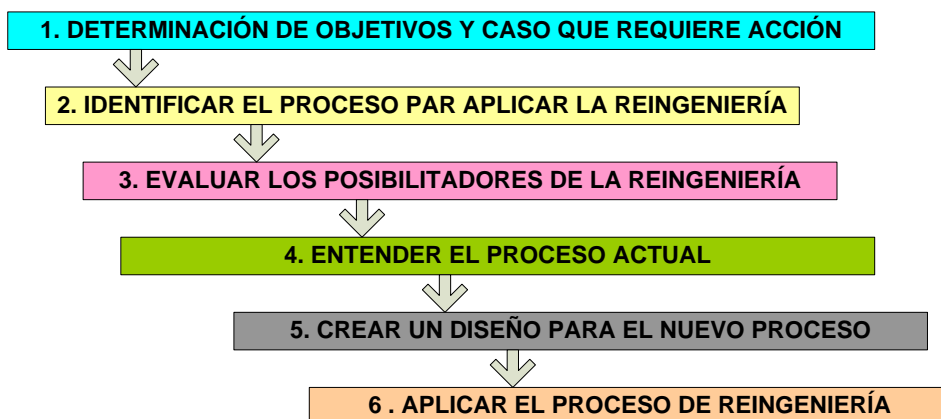 1. DETERMINACIÓN DE OBJETIVOS Y CASO QUE REQUIERE ACCIÓN
2. IDENTIFICAR EL PROCESO PAR APLICAR LA REINGENIERÍA
3. EVALUAR LOS POSIBILITADORES DE LA REINGENIERÍA
4. ENTENDER EL PROCESO ACTUAL
5. CREAR UN DISEÑO PARA EL NUEVO PROCESO
6 . APLICAR EL PROCESO DE REINGENIERÍA